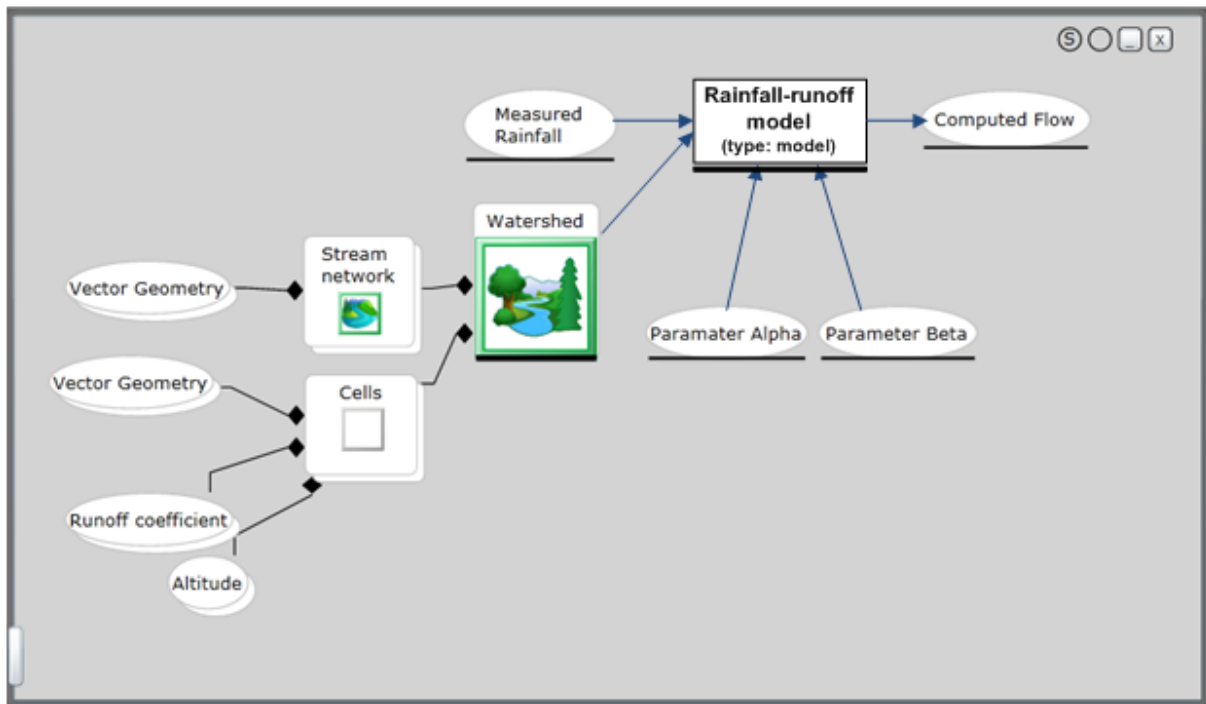 S
_
X
Measured
Rainfall
Rainfall-runoff
model
(type: model)
Computed Flow
Watershed
Stream
network
Vector Geometry
Paramater Alpha
Parameter Beta
Vector Geometry
Cells
Runoff coefficient
Altitude